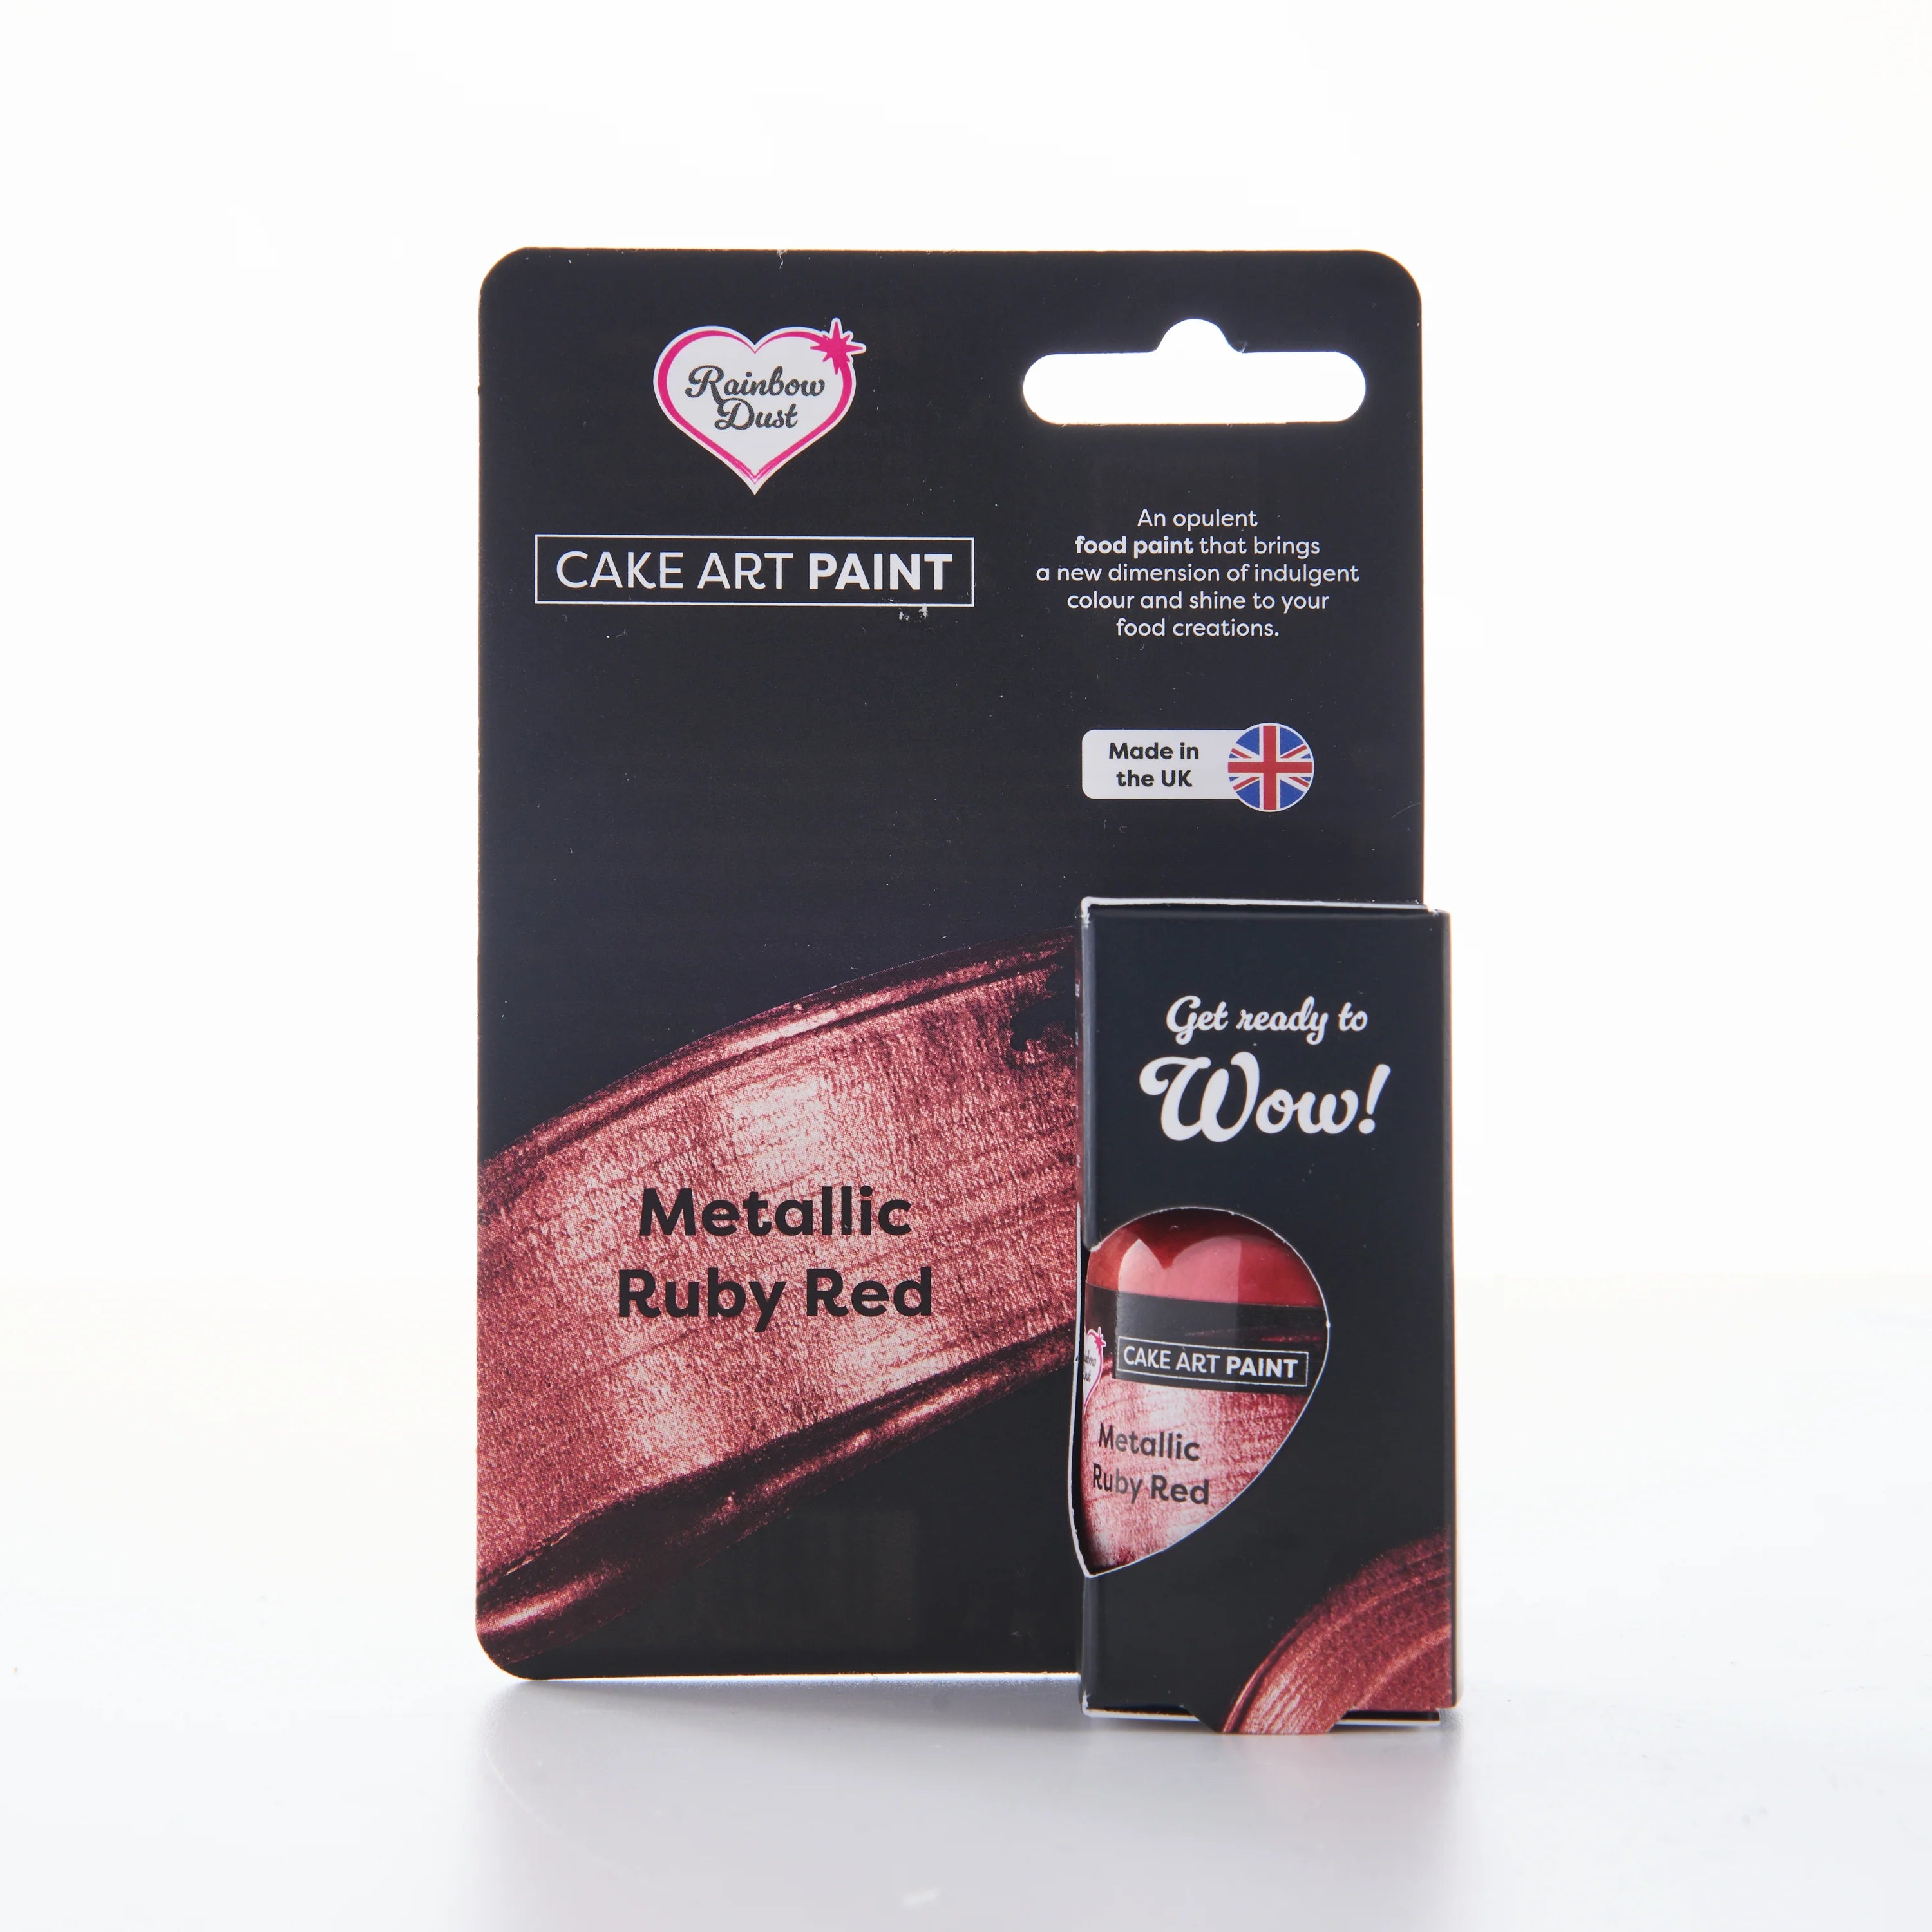 Rainbow
Dust
CAKE ART PAINT
An opulent
food paint that brings
a new dimension of indulgent
colour and shine to your
food creations.
Made in
the UK
Metallic
Ruby Red
Get ready to
Wow!
CAKE ART PAINT
Metallic
Ruby Red